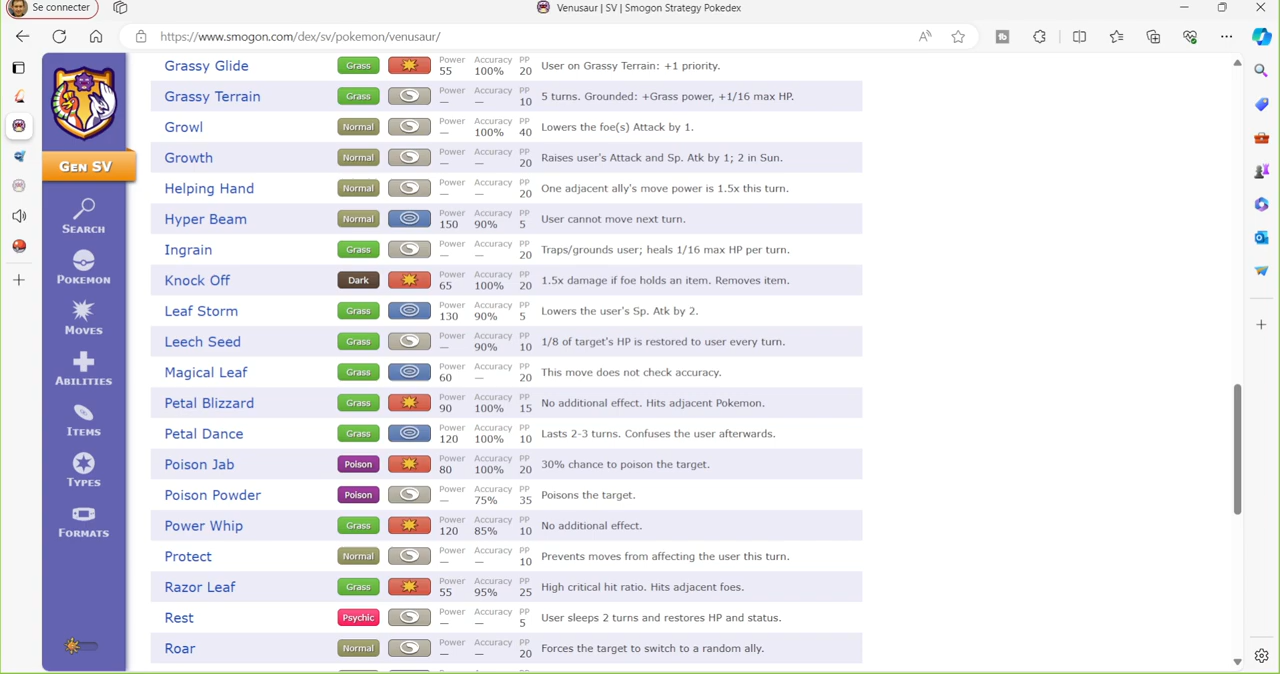 Se connecter
Venusaur | SV | Smogon Strategy Pokedex
https://www.smogon.com/dex/sv/pokemon/venusaur/
GEN SV
SEARCH
POKEMON
MOVES
ABILITIES
ITEMS
TYPES
FORMATS
Grassy Glide Grass Power 55 Accuracy 100% PP 20 User on Grassy Terrain: +1 priority.
Grassy Terrain Grass Power — Accuracy — PP 10 5 turns. Grounded: +Grass power, +1/16 max HP.
Growl Normal Power — Accuracy 100% PP 40 Lowers the foe(s) Attack by 1.
Growth Normal Power — Accuracy — PP 20 Raises user's Attack and Sp. Atk by 1; 2 in Sun.
Helping Hand Normal Power — Accuracy — PP 20 One adjacent ally's move power is 1.5x this turn.
Hyper Beam Normal Power 150 Accuracy 90% PP 5 User cannot move next turn.
Ingrain Grass Power — Accuracy — PP 20 Traps/grounds user; heals 1/16 max HP per turn.
Knock Off Dark Power 65 Accuracy 100% PP 20 1.5x damage if foe holds an item. Removes item.
Leaf Storm Grass Power 130 Accuracy 90% PP 5 Lowers the user's Sp. Atk by 2.
Leech Seed Grass Power — Accuracy 90% PP 10 1/8 of target's HP is restored to user every turn.
Magical Leaf Grass Power 60 Accuracy — PP 20 This move does not check accuracy.
Petal Blizzard Grass Power 90 Accuracy 100% PP 15 No additional effect. Hits adjacent Pokemon.
Petal Dance Grass Power 120 Accuracy 100% PP 10 Lasts 2-3 turns. Confuses the user afterwards.
Poison Jab Poison Power 80 Accuracy 100% PP 20 30% chance to poison the target.
Poison Powder Poison Power — Accuracy 75% PP 35 Poisons the target.
Power Whip Grass Power 120 Accuracy 85% PP 10 No additional effect.
Protect Normal Power — Accuracy — PP 10 Prevents moves from affecting the user this turn.
Razor Leaf Grass Power 55 Accuracy 95% PP 25 High critical hit ratio. Hits adjacent foes.
Rest Psychic Power — Accuracy — PP 5 User sleeps 2 turns and restores HP and status.
Roar Normal Power — Accuracy — PP 20 Forces the target to switch to a random ally.